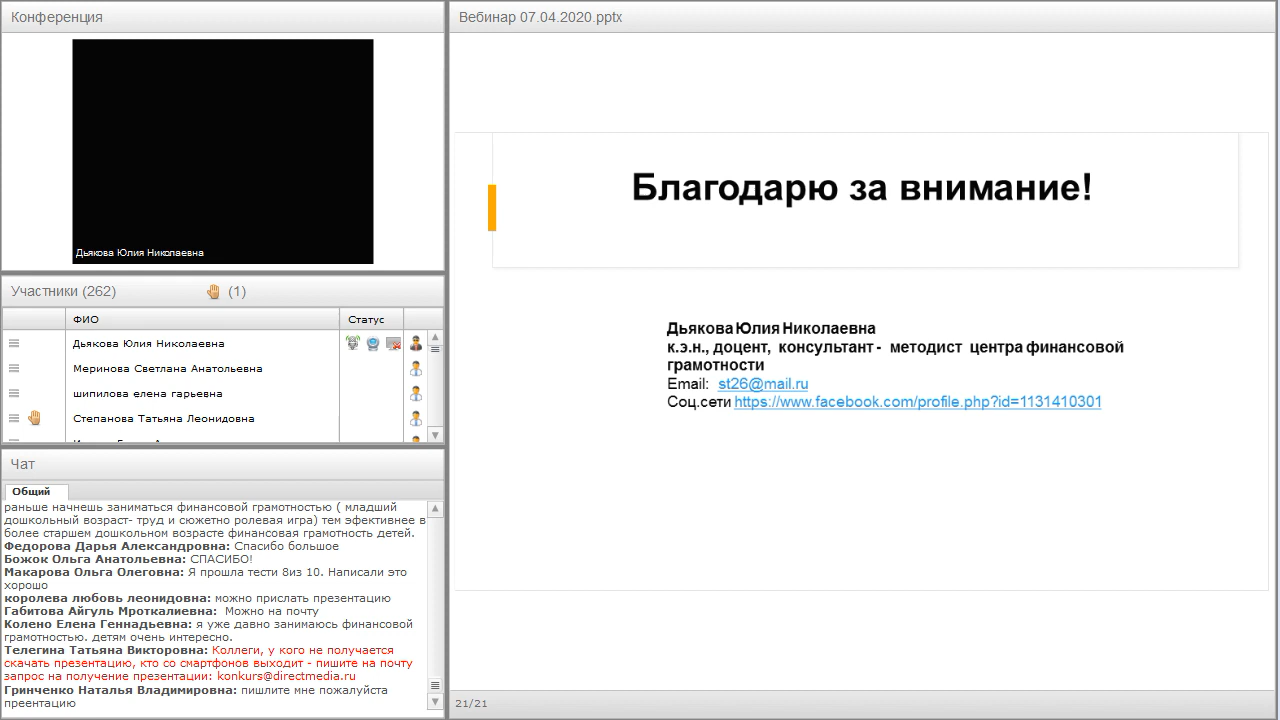 Конференция
Дьякова Юлия Николаевна
Участники (262)
(1)
ФИО
Статус
Дьякова Юлия Николаевна
Меринова Светлана Анатольевна
шипилова елена гарьевна
Степанова Татьяна Леонидовна
Чат
Общий
раньше начнешь заниматься финансовой грамотностью ( младший
дошкольный возраст- труд и сюжетно ролевая игра) тем эфективнее в
более старшем дошкольном возрасте финансовая грамотность детей.
Федорова Дарья Александровна: Спасибо большое
Божок Ольга Анатольевна: СПАСИБО!
Макарова Ольга Олеговна: Я прошла тести 8из 10. Написали это
хорошо
королева любовь леонидовна: можно прислать презентацию
Габитова Айгуль Мроткалиевна: Можно на почту
Колено Елена Геннадьевна: я уже давно занимаюсь финансовой
грамотностью. детям очень интересно.
Телегина Татьяна Викторовна: Коллеги, у кого не получается
скачать презентацию, кто со смартфонов выходит - пишите на почту
запрос на получение презентации: konkurs@directmedia.ru
Гринченко Наталья Владимировна: пишлите мне пожалуйста
преентацию
Вебинар 07.04.2020.pptx
Благодарю за внимание!
Дьякова Юлия Николаевна
к.э.н., доцент, консультант - методист центра финансовой
грамотности
Email: st26@mail.ru
Соц.сети https://www.facebook.com/profile.php?id=1131410301
21/21